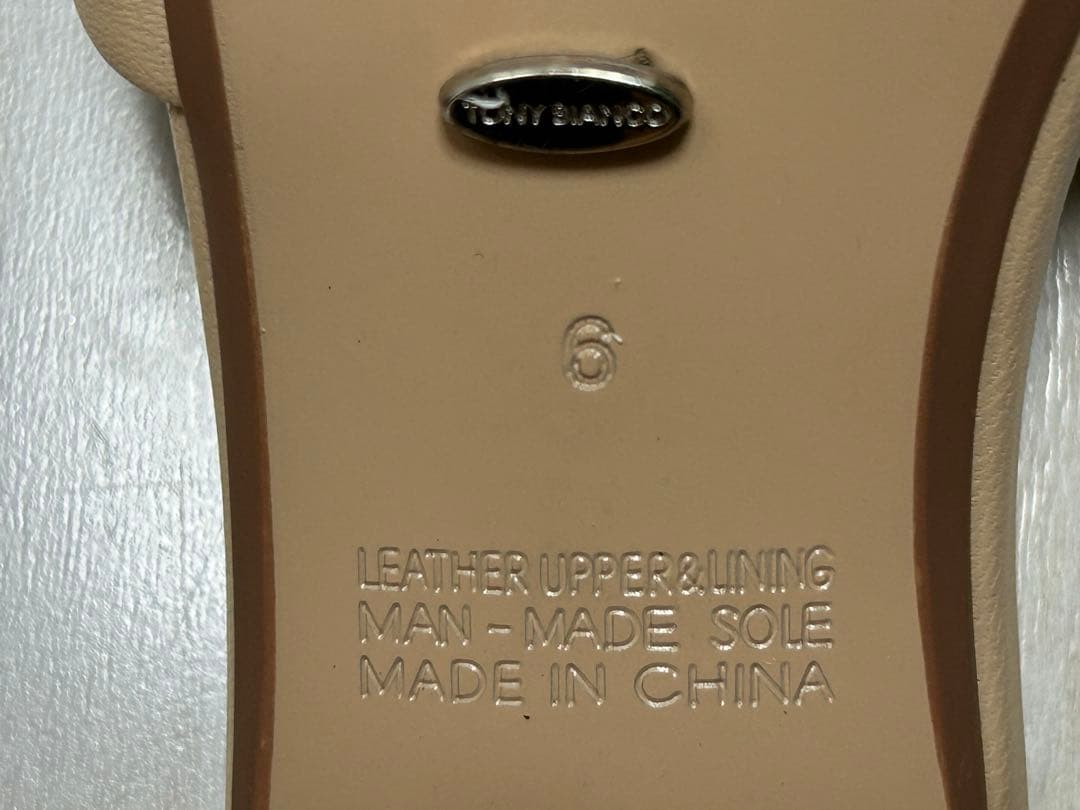 TONY BIANCO
6
LEATHER UPPER&LINING
MAN-MADE SOLE
MADE IN CHINA